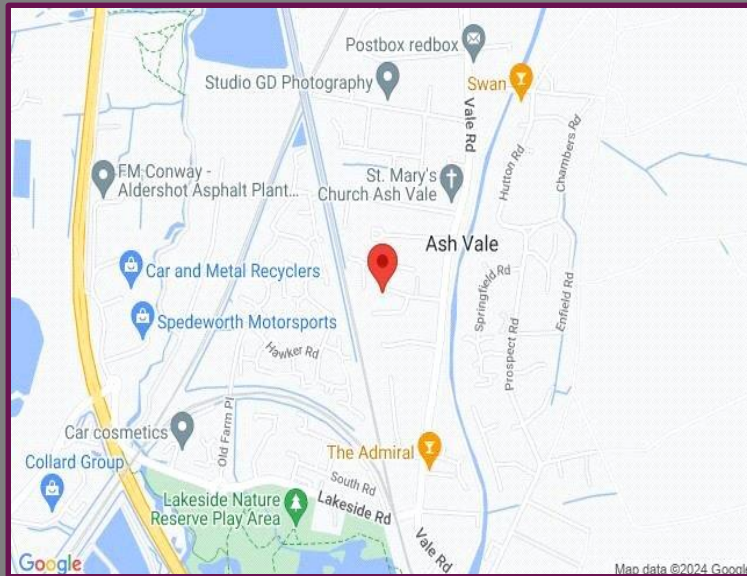 Postbox redbox
Studio GD Photography
Swan
Vale Rd
Hutton Rd
Chambers Rd
FM Conway -
Aldershot Asphalt Plant...
St. Mary's
Church Ash Vale
Ash Vale
Car and Metal Recyclers
Springfield Rd
Enfield Rd
Spedeworth Motorsports
Prospect Rd
Hawker Rd
Old Farm Pl
Car cosmetics
The Admiral
Collard Group
South Rd
Lakeside Nature
Reserve Play Area
Lakeside Rd
Vale Rd
Google
Map data ©2024 Google